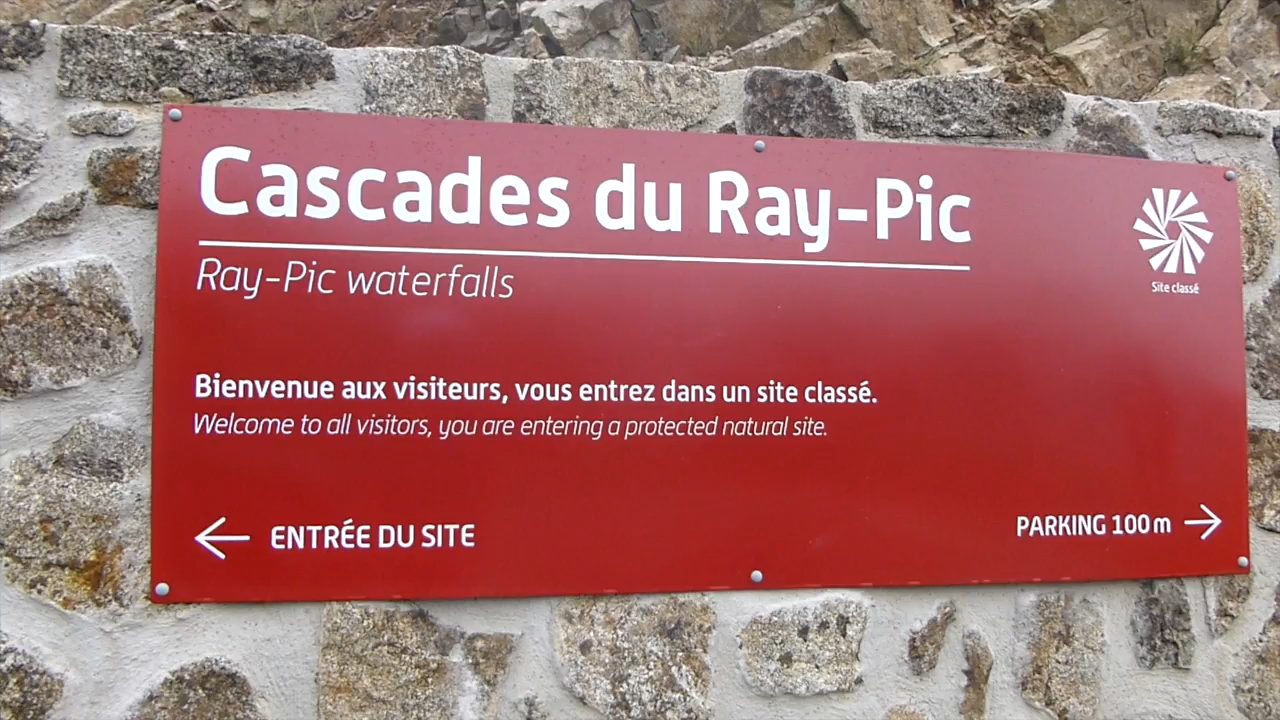 Cascades du Ray-Pic
Ray-Pic waterfalls
Site classé
Bienvenue aux visiteurs, vous entrez dans un site classé.
Welcome to all visitors, you are entering a protected natural site.
← ENTRÉE DU SITE
PARKING 100 m →